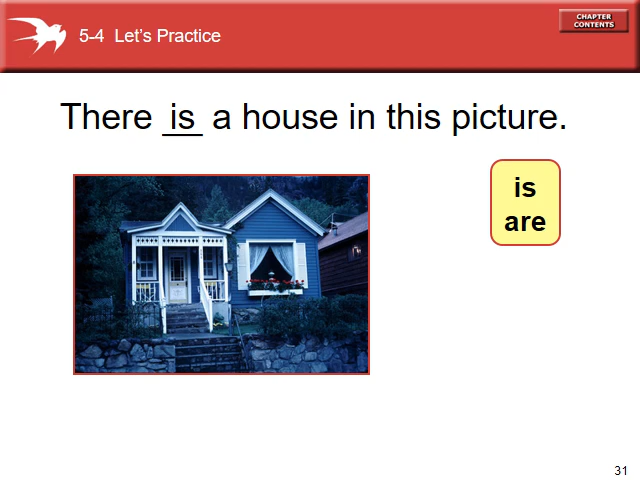 5-4 Let's Practice
CHAPTER
CONTENTS
There is a house in this picture.
is
are
31